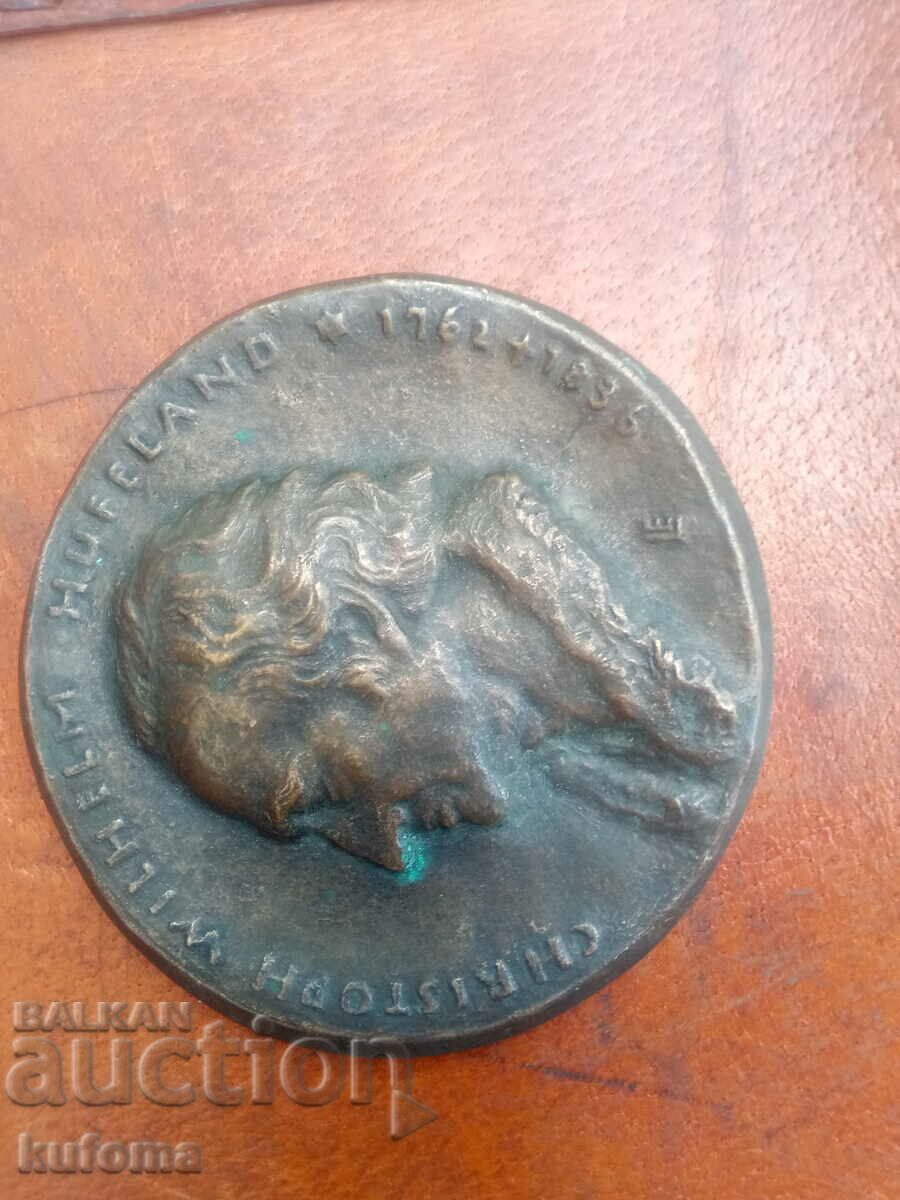 CHRISTOPH WILHELM HUFELAND * 1762 + 1836
BALKAN
auction
kufoma